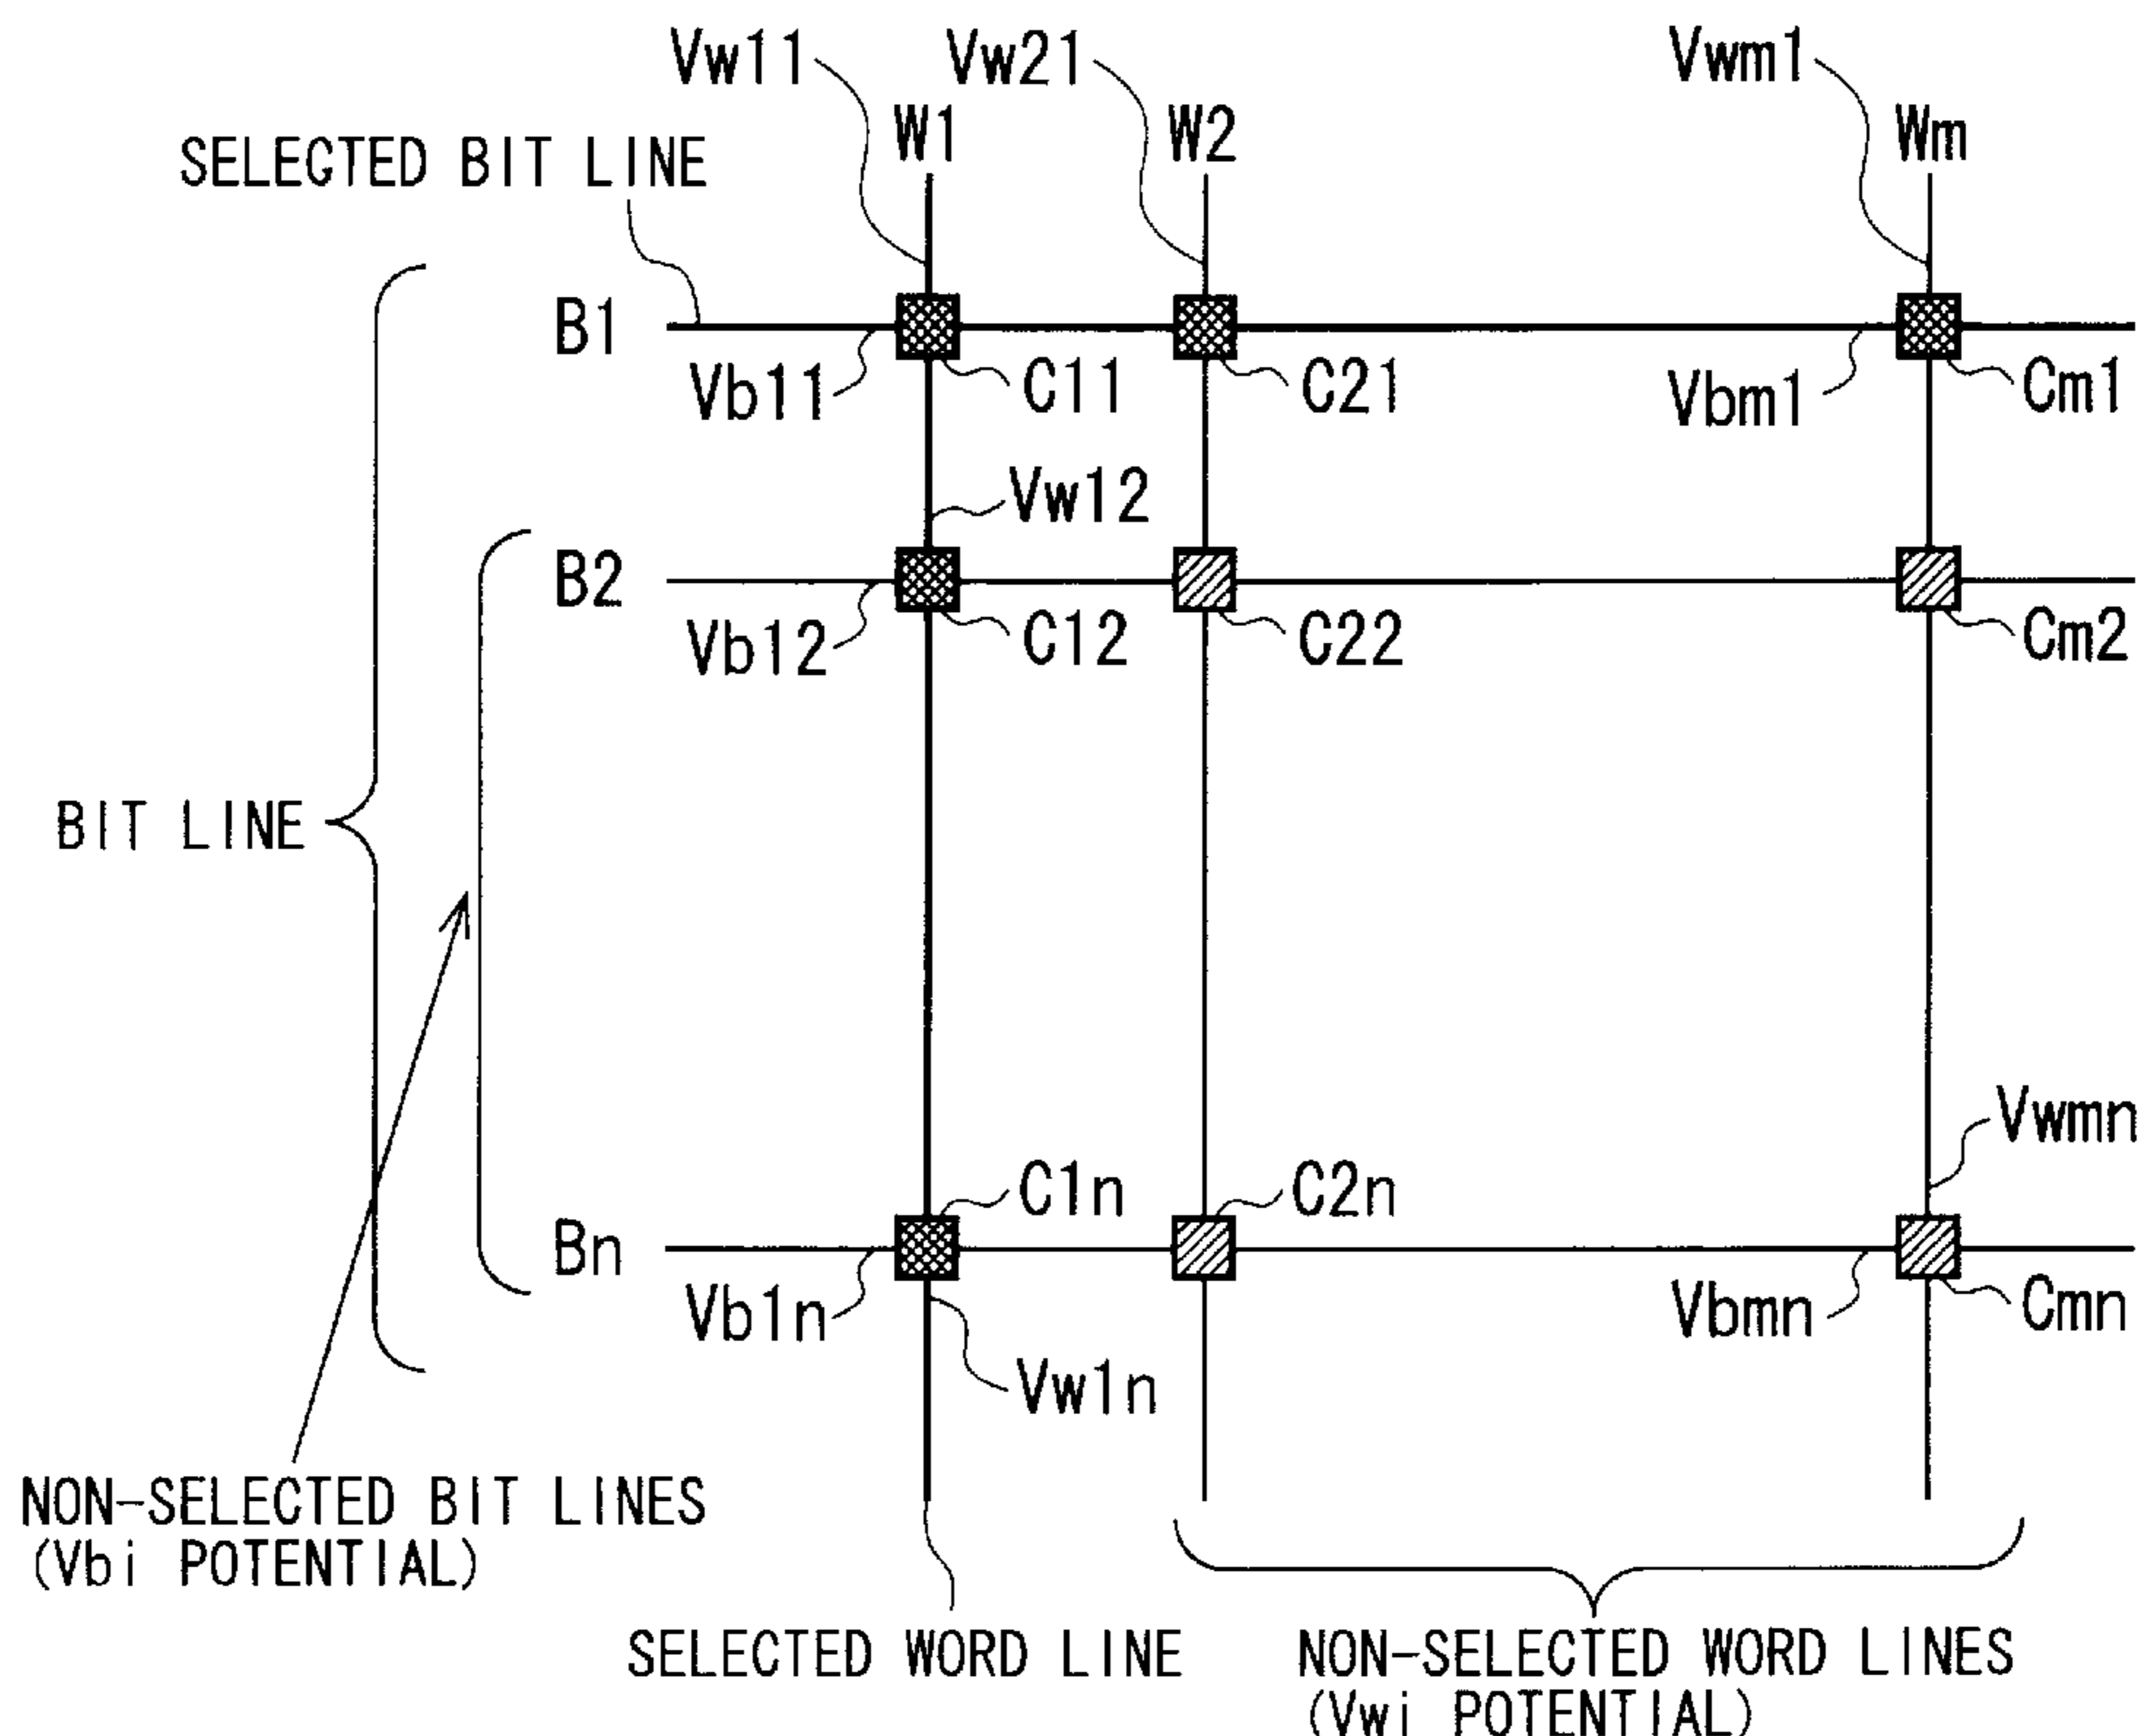 Vw11
Vw21
Vwm1
W1
W2
Wm
SELECTED BIT LINE
B1
Vb11
C11
C21
Vbm1
Cm1
Vw12
B2
Vb12
C12
C22
Cm2
BIT LINE
Vwmn
C1n
C2n
Bn
Vb1n
Vbmn
Cmn
Vw1n
NON-SELECTED BIT LINES
(Vbi POTENTIAL)
SELECTED WORD LINE
NON-SELECTED WORD LINES
(Vwi POTENTIAL)